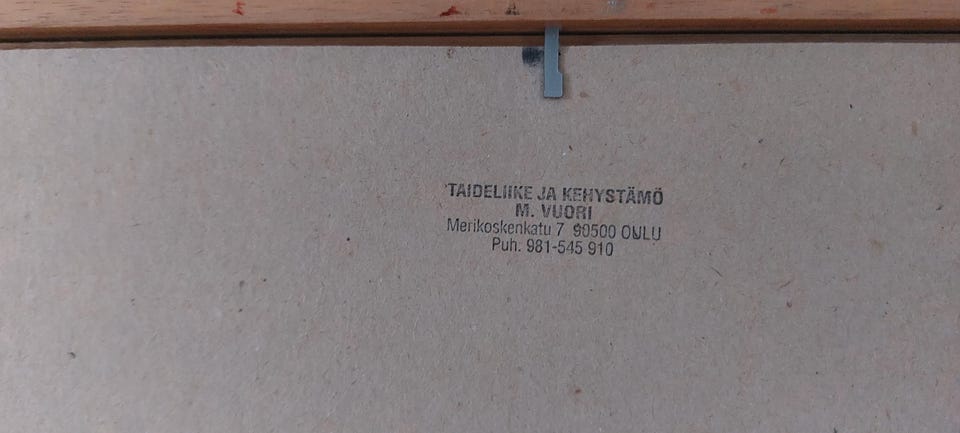 TAIDELIIKE JA KEHYSTÄMÖ
M. VUORI
Merikoskenkatu 7 90500 OULU
Puh. 981-545 910